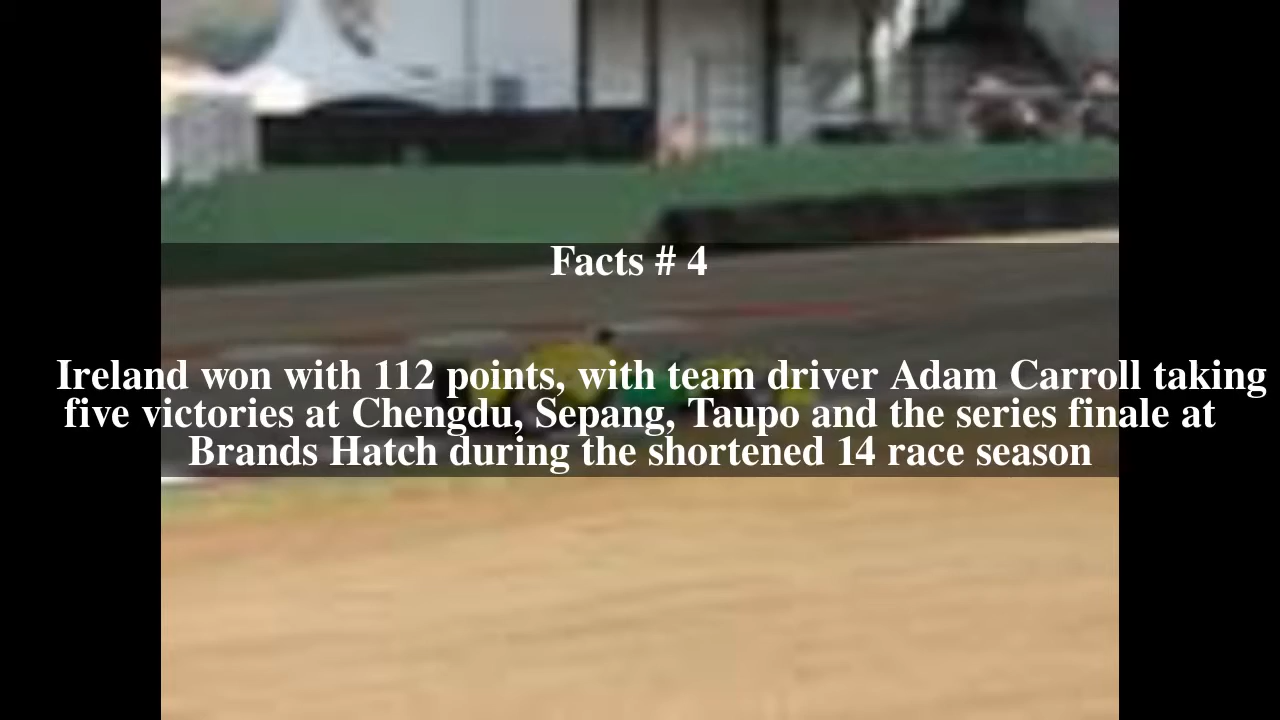 Facts # 4
Ireland won with 112 points, with team driver Adam Carroll taking
five victories at Chengdu, Sepang, Taupo and the series finale at
Brands Hatch during the shortened 14 race season